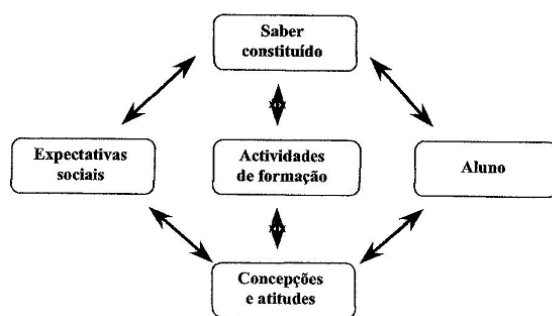 Saber
constituído
Expectativas
sociais
Actividades
de formação
Aluno
Concepções
e atitudes